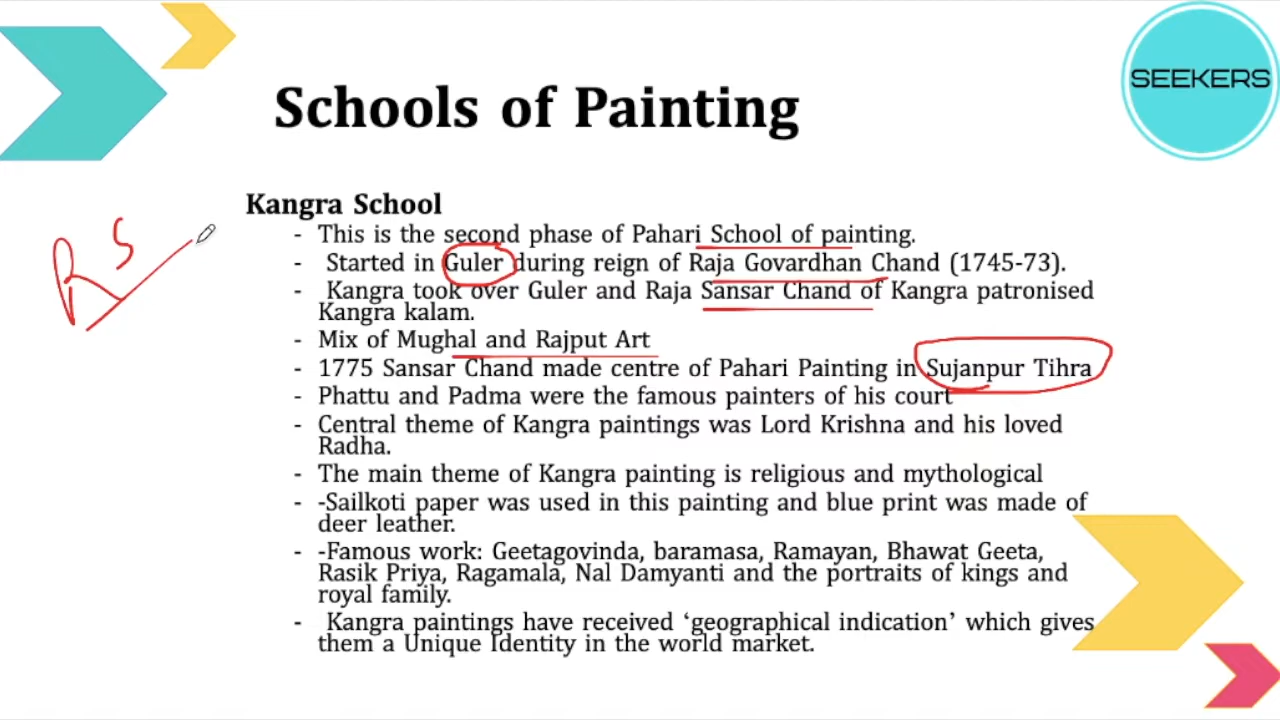 SEEKERS
Schools of Painting
Kangra School
- This is the second phase of Pahari School of painting.
- Started in Guler during reign of Raja Govardhan Chand (1745-73).
- Kangra took over Guler and Raja Sansar Chand of Kangra patronised
Kangra kalam.
- Mix of Mughal and Rajput Art
- 1775 Sansar Chand made centre of Pahari Painting in Sujanpur Tihra
- Phattu and Padma were the famous painters of his court
- Central theme of Kangra paintings was Lord Krishna and his loved
Radha.
- The main theme of Kangra painting is religious and mythological
- -Sailkoti paper was used in this painting and blue print was made of
deer leather.
- -Famous work: Geetagovinda, baramasa, Ramayan, Bhawat Geeta,
Rasik Priya, Ragamala, Nal Damyanti and the portraits of kings and
royal family.
- Kangra paintings have received ‘geographical indication’ which gives
them a Unique Identity in the world market.
RS